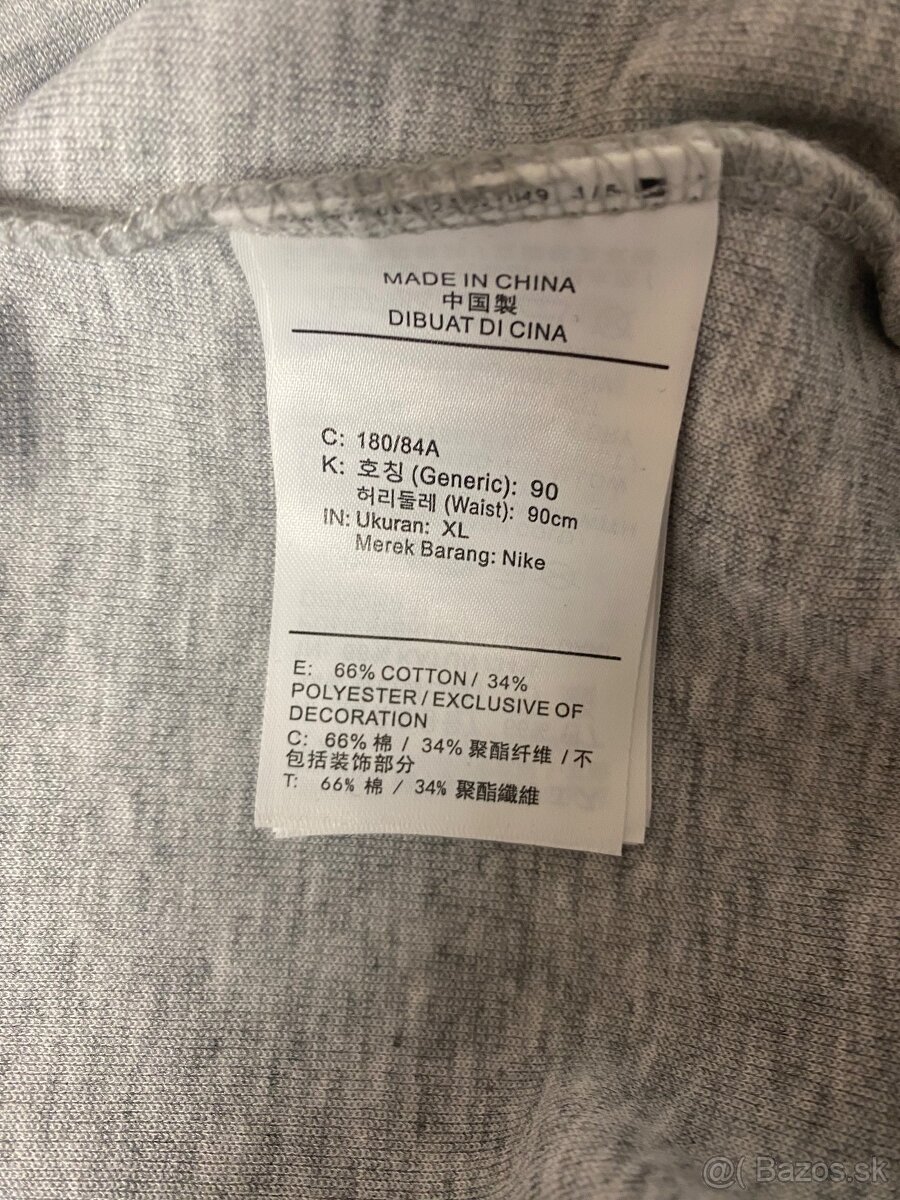 MADE IN CHINA
中国製
DIBUAT DI CINA
C: 180/84A
K: 호칭 (Generic): 90
허리둘레 (Waist): 90cm
IN: Ukuran: XL
Merek Barang: Nike
E: 66% COTTON / 34%
POLYESTER / EXCLUSIVE OF
DECORATION
C: 66% 棉 / 34% 聚酯纤维 / 不
包括装饰部分
T: 66% 棉 / 34% 聚酯纖維
@( Bazos.sk